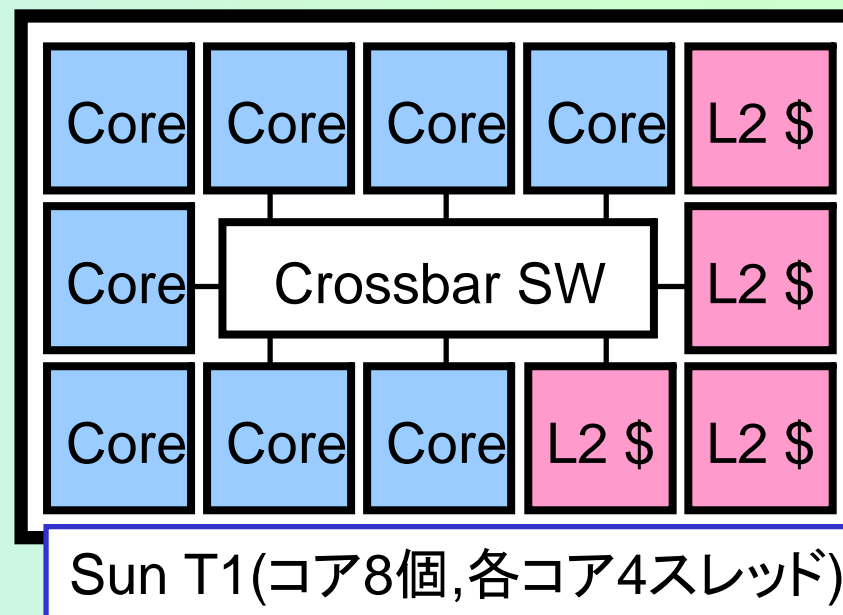 Core Core Core Core L2 $
Core Crossbar SW L2 $
Core Core Core L2 $ L2 $
Sun T1(コア8個,各コア4スレッド)